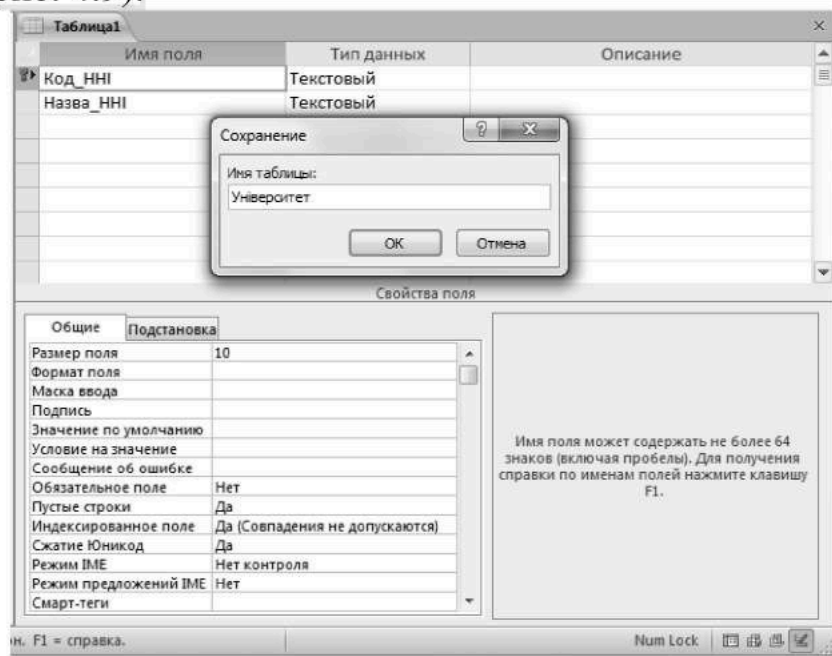 Таблица1
Имя поля Тип данных Описание
Код_ННІ Текстовый
Назва_ННІ Текстовый
Сохранение
Имя таблицы:
Університет
ОК Отмена
Свойства поля
Общие Подстановка
Размер поля 10
Формат поля
Маска ввода
Подпись
Значение по умолчанию
Условие на значение
Сообщение об ошибке
Обязательное поле Нет
Пустые строки Да
Индексированное поле Да (Совпадения не допускаются)
Сжатие Юникод Да
Режим IME Нет контроля
Режим предложений IME Нет
Смарт-теги
Имя поля может содержать не более 64
знаков (включая пробелы). Для получения
справки по именам полей нажмите клавишу
F1.
н. F1 = справка. Num Lock